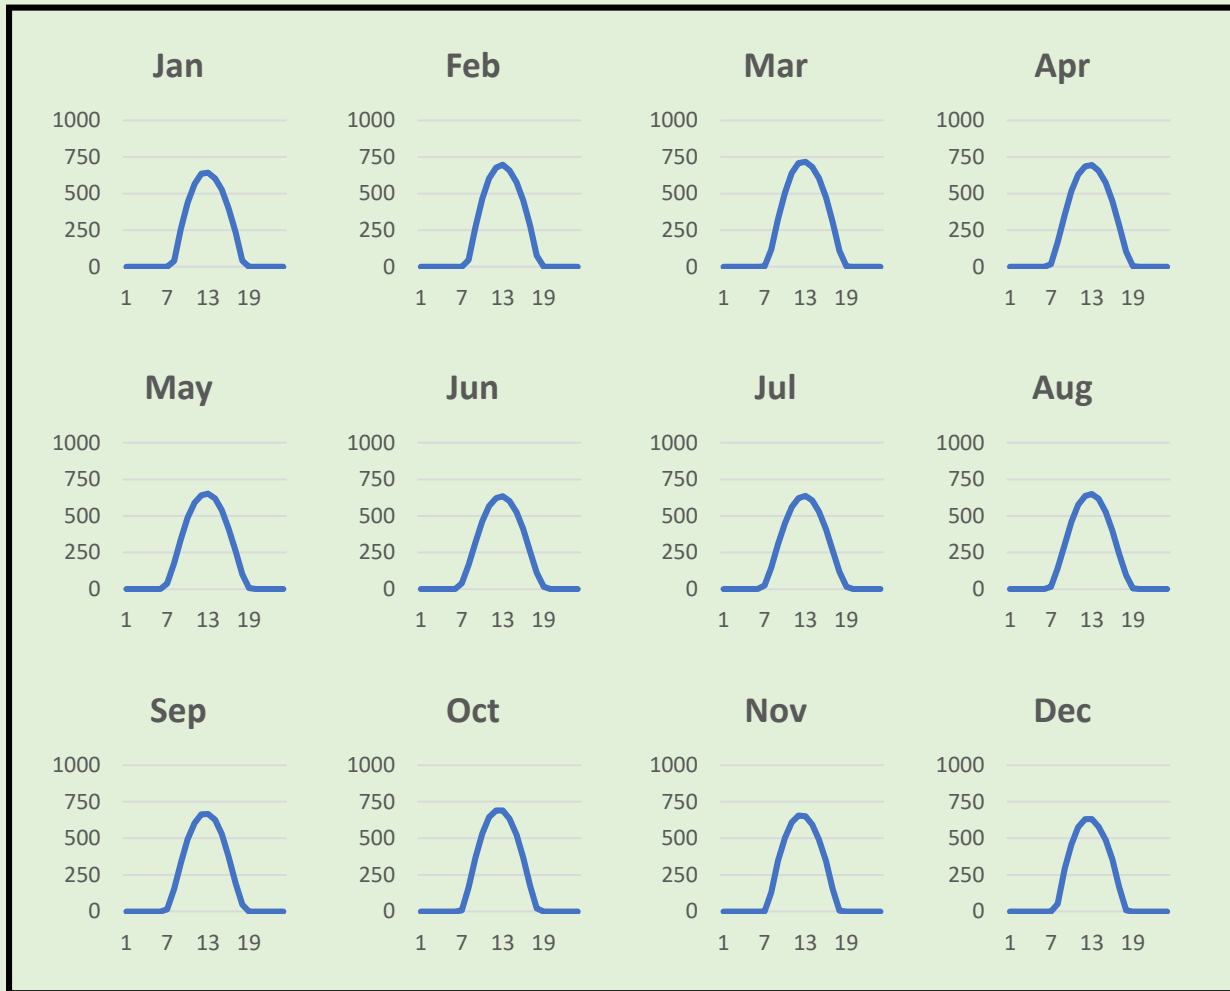 Jan Feb Mar Apr
1000 1000 1000 1000
750 750 750 750
500 500 500 500
250 250 250 250
0 0 0 0
1 7 13 19 1 7 13 19 1 7 13 19 1 7 13 19
May Jun Jul Aug
1000 1000 1000 1000
750 750 750 750
500 500 500 500
250 250 250 250
0 0 0 0
1 7 13 19 1 7 13 19 1 7 13 19 1 7 13 19
Sep Oct Nov Dec
1000 1000 1000 1000
750 750 750 750
500 500 500 500
250 250 250 250
0 0 0 0
1 7 13 19 1 7 13 19 1 7 13 19 1 7 13 19